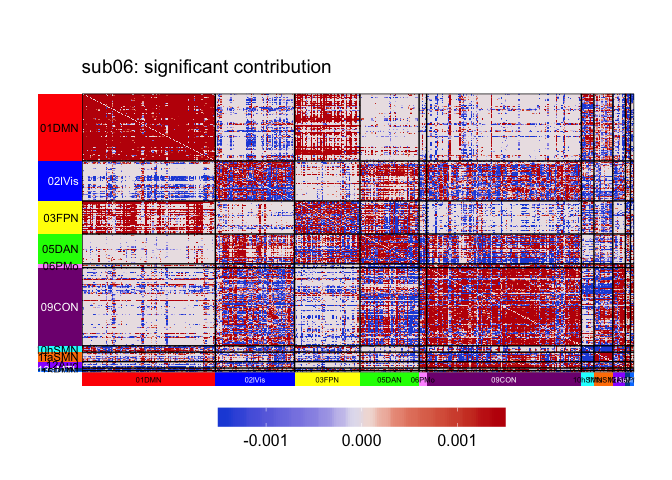 sub06: significant contribution
01DMN
02lVis
03FPN
05DAN
06PMo
09CON
01DMN
02lVis
03FPN
05DAN
06PMo
09CON
-0.001
0.000
0.001